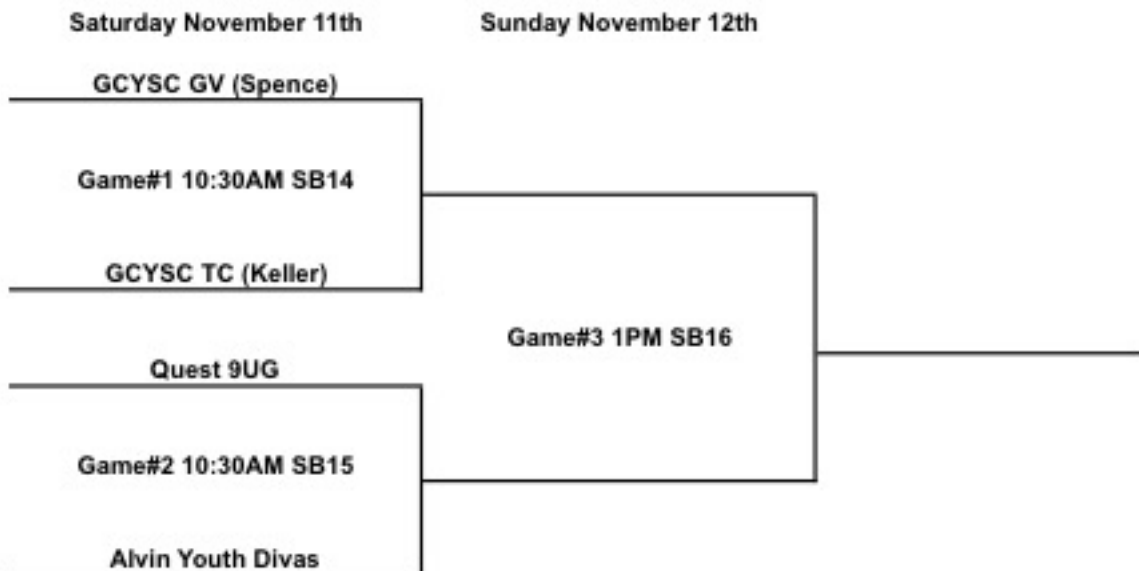 Saturday November 11th
Sunday November 12th
GCYSC GV (Spence)
Game#1 10:30AM SB14
GCYSC TC (Keller)
Game#3 1PM SB16
Quest 9UG
Game#2 10:30AM SB15
Alvin Youth Divas